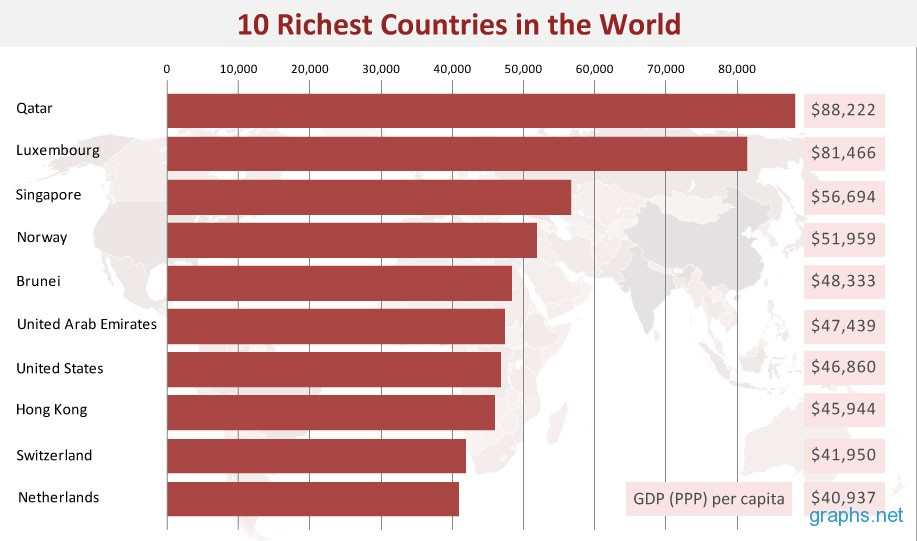 10 Richest Countries in the World
0 10,000 20,000 30,000 40,000 50,000 60,000 70,000 80,000
Qatar $88,222
Luxembourg $81,466
Singapore $56,694
Norway $51,959
Brunei $48,333
United Arab Emirates $47,439
United States $46,860
Hong Kong $45,944
Switzerland $41,950
Netherlands GDP (PPP) per capita $40,937
graphs.net